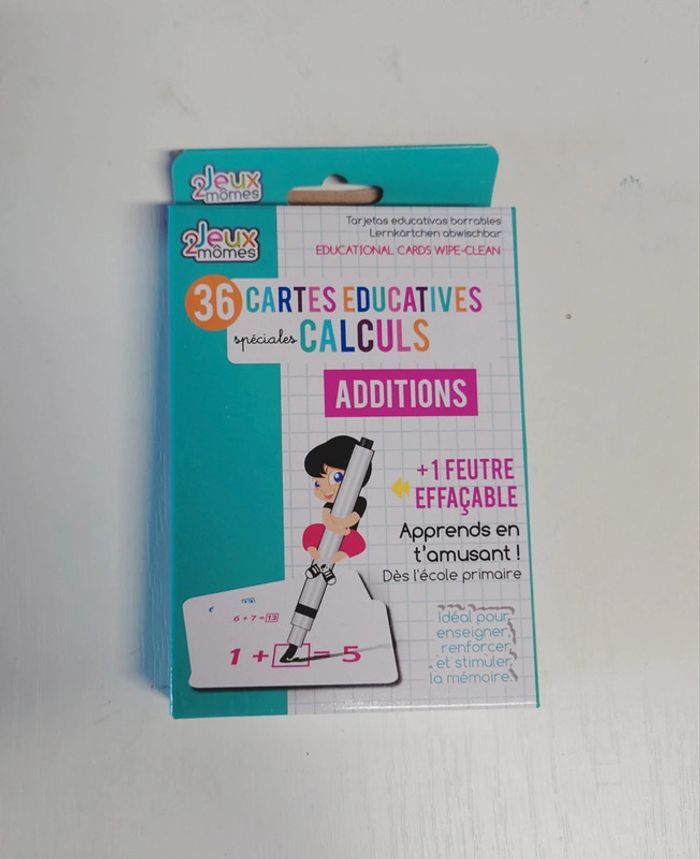 2Jeux
mômes
2Jeux
mômes
Tarjetas educativas borrables
Lernkärtchen abwischbar
EDUCATIONAL CARDS WIPE-CLEAN
36 CARTES EDUCATIVES
spéciales CALCULS
ADDITIONS
+1 FEUTRE
EFFAÇABLE
Apprends en
t'amusant !
Dès l'école primaire
6 + 7 = 13
1 + = 5
Idéal pour
enseigner,
renforcer
et stimuler
la mémoire.